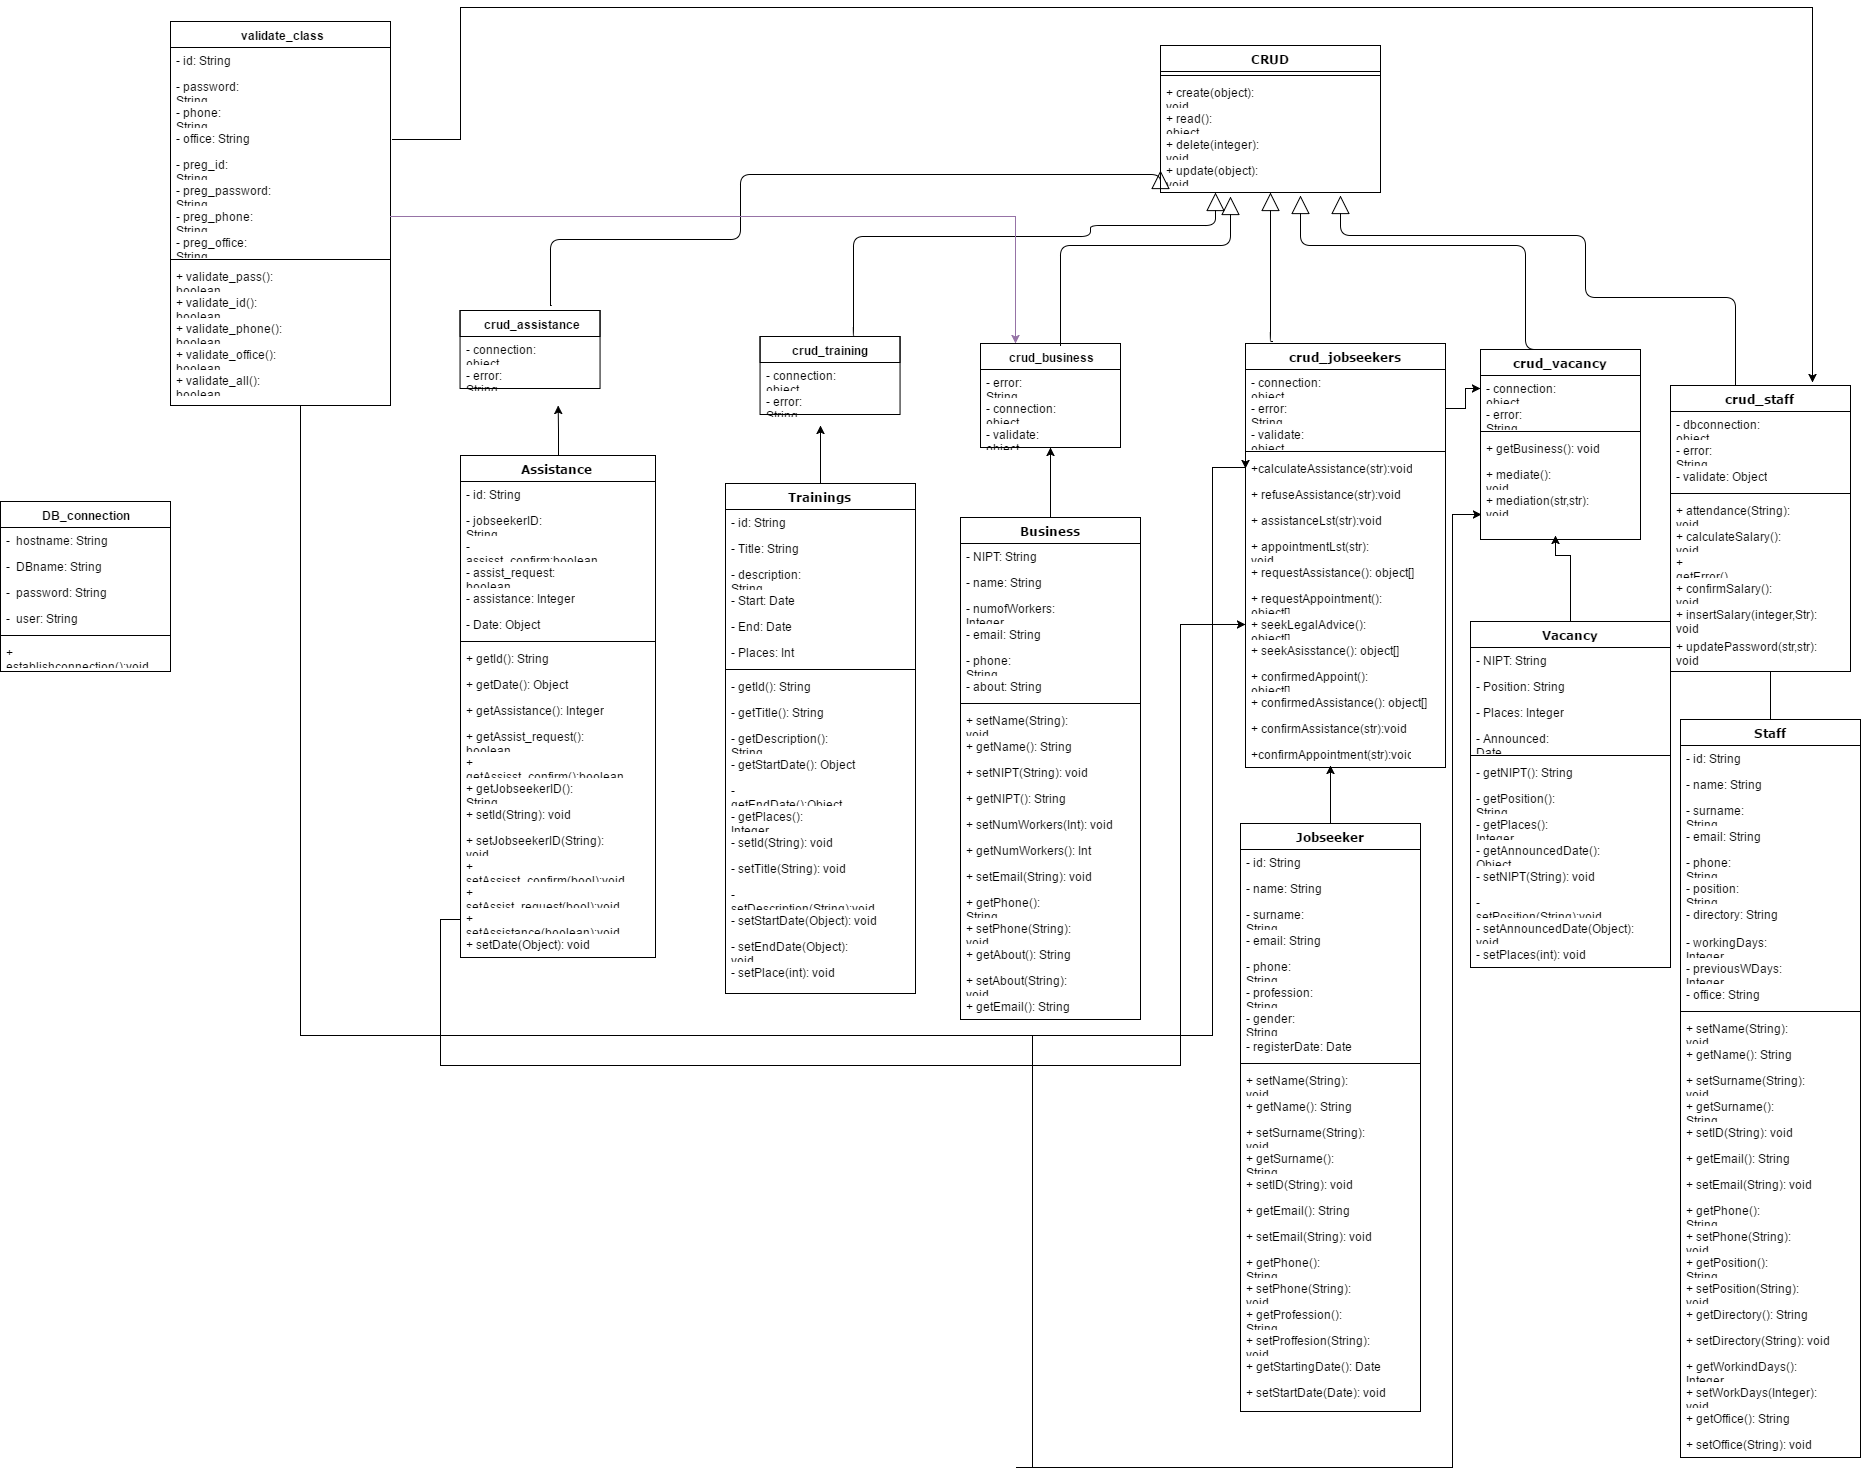 validate_class
- id: String
- password:
String
- phone:
String
- office: String
- preg_id:
String
- preg_password:
String
- preg_phone:
String
- preg_office:
String
+ validate_pass():
boolean
+ validate_id():
boolean
+ validate_phone():
boolean
+ validate_office():
boolean
+ validate_all():
boolean
CRUD
+ create(object):
void
+ read():
object
+ delete(integer):
void
+ update(object):
void
crud_assistance
- connection:
object
- error:
String
crud_training
- connection:
object
- error:
String
crud_business
- error:
String
- connection:
object
- validate:
object
crud_jobseekers
- connection:
object
- error:
String
- validate:
object
+calculateAssistance(str):void
+ refuseAssistance(str):void
+ assistanceLst(str):void
+ appointmentLst(str):
void
+ requestAssistance(): object[]
+ requestAppointment():
object[]
+ seekLegalAdvice():
object[]
+ seekAsisstance(): object[]
+ confirmedAppoint():
object[]
+ confirmedAssistance(): object[]
+ confirmAssistance(str):void
+confirmAppointment(str):void
crud_vacancy
- connection:
object
- error:
String
+ getBusiness(): void
+ mediate():
void
+ mediation(str,str):
void
crud_staff
- dbconnection:
object
- error:
String
- validate: Object
+ attendance(String):
void
+ calculateSalary():
void
+
getError()
+ confirmSalary():
void
+ insertSalary(integer,Str):
void
+ updatePassword(str,str):
void
DB_connection
- hostname: String
- DBname: String
- password: String
- user: String
+
establishconnection():void
Assistance
- id: String
- jobseekerID:
String
-
assisst_confirm:boolean
- assist_request:
boolean
- assistance: Integer
- Date: Object
+ getId(): String
+ getDate(): Object
+ getAssistance(): Integer
+ getAssist_request():
boolean
+
getAssisst_confirm():boolean
+ getJobseekerID():
String
+ setId(String): void
+ setJobseekerID(String):
void
+
setAssisst_confirm(bool):void
+
setAssist_request(bool):void
+
setAssistance(boolean):void
+ setDate(Object): void
Trainings
- id: String
- Title: String
- description:
String
- Start: Date
- End: Date
- Places: Int
- getId(): String
- getTitle(): String
- getDescription():
String
- getStartDate(): Object
-
getEndDate():Object
- getPlaces():
Integer
- setId(String): void
- setTitle(String): void
-
setDescription(String):void
- setStartDate(Object): void
- setEndDate(Object):
void
- setPlace(int): void
Business
- NIPT: String
- name: String
- numofWorkers:
Integer
- email: String
- phone:
String
- about: String
+ setName(String):
void
+ getName(): String
+ setNIPT(String): void
+ getNIPT(): String
+ setNumWorkers(Int): void
+ getNumWorkers(): Int
+ setEmail(String): void
+ getPhone():
String
+ setPhone(String):
void
+ getAbout(): String
+ setAbout(String):
void
+ getEmail(): String
Jobseeker
- id: String
- name: String
- surname:
String
- email: String
- phone:
String
- profession:
String
- gender:
String
- registerDate: Date
+ setName(String):
void
+ getName(): String
+ setSurname(String):
void
+ getSurname():
String
+ setID(String): void
+ getEmail(): String
+ setEmail(String): void
+ getPhone():
String
+ setPhone(String):
void
+ getProfession():
String
+ setProffesion(String):
void
+ getStartingDate(): Date
+ setStartDate(Date): void
Vacancy
- NIPT: String
- Position: String
- Places: Integer
- Announced:
Date
- getNIPT(): String
- getPosition():
String
- getPlaces():
Integer
- getAnnouncedDate():
Object
- setNIPT(String): void
-
setPosition(String):void
- setAnnouncedDate(Object):
void
- setPlaces(int): void
Staff
- id: String
- name: String
- surname:
String
- email: String
- phone:
String
- position:
String
- directory: String
- workingDays:
Integer
- previousWDays:
Integer
- office: String
+ setName(String):
void
+ getName(): String
+ setSurname(String):
void
+ getSurname():
String
+ setID(String): void
+ getEmail(): String
+ setEmail(String): void
+ getPhone():
String
+ setPhone(String):
void
+ getPosition():
String
+ setPosition(String):
void
+ getDirectory(): String
+ setDirectory(String): void
+ getWorkindDays():
Integer
+ setWorkDays(Integer):
void
+ getOffice(): String
+ setOffice(String): void